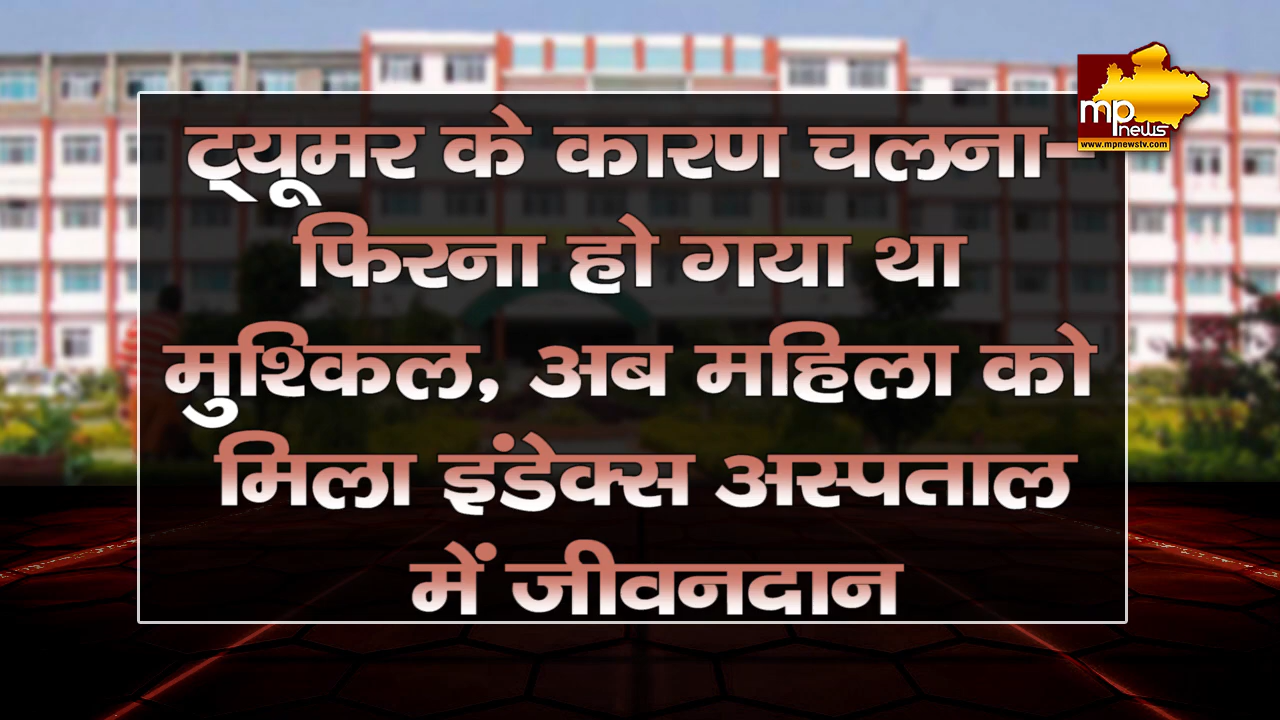 ट्यूमर के कारण चलना-
फिरना हो गया था
मुश्किल, अब महिला को
मिला इंडेक्स अस्पताल
में जीवनदान
mp
news
www.mpnewstv.com